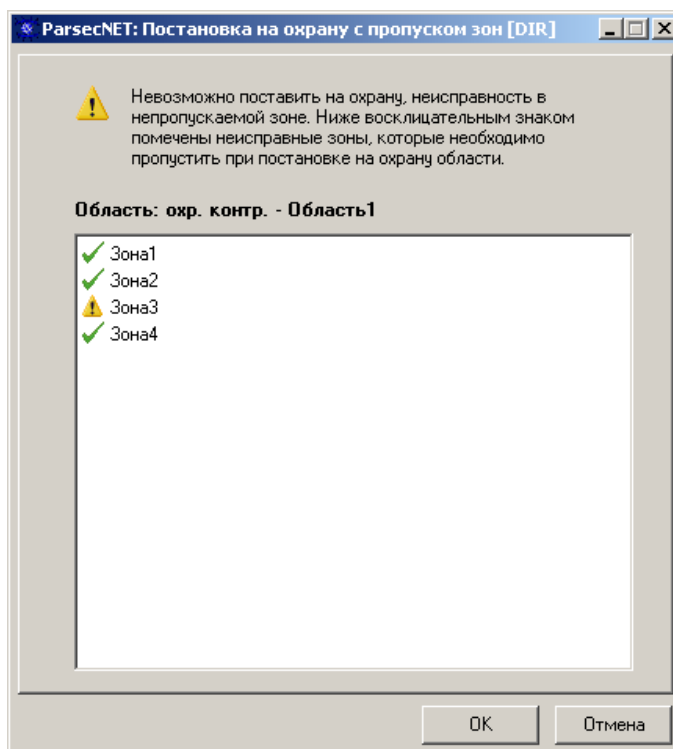 ParsecNET: Постановка на охрану с пропуском зон [DIR]
Невозможно поставить на охрану, неисправность в
непропускаемой зоне. Ниже восклицательным знаком
помечены неисправные зоны, которые необходимо
пропустить при постановке на охрану области.
Область: охр. контр. - Область1
Зона1
Зона2
Зона3
Зона4
OK
Отмена